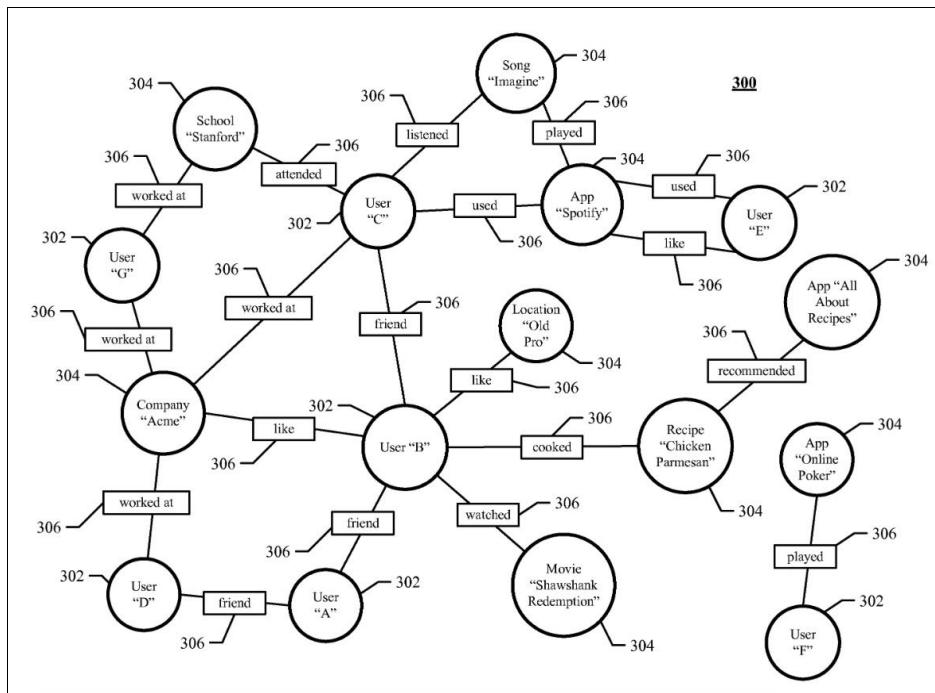 304
Song
“Imagine”
300
304
School
“Stanford”
306
listened
306
played
306
attended
304
306
used
302
306
worked at
User
“C”
302
used
306
App
“Spotify”
User
“E”
like
306
302
User
“G”
306
worked at
306
friend
Location
“Old
Pro”
304
304
App “All
About
Recipes”
306
worked at
like
306
306
recommended
304
Company
“Acme”
302
like
306
User “B”
306
cooked
Recipe
“Chicken
Parmesan”
304
304
App
“Online
Poker”
worked at
306
friend
306
watched
306
306
played
302
User
“D”
friend
306
User
“A”
302
Movie
“Shawshank
Redemption”
304
302
User
“F”